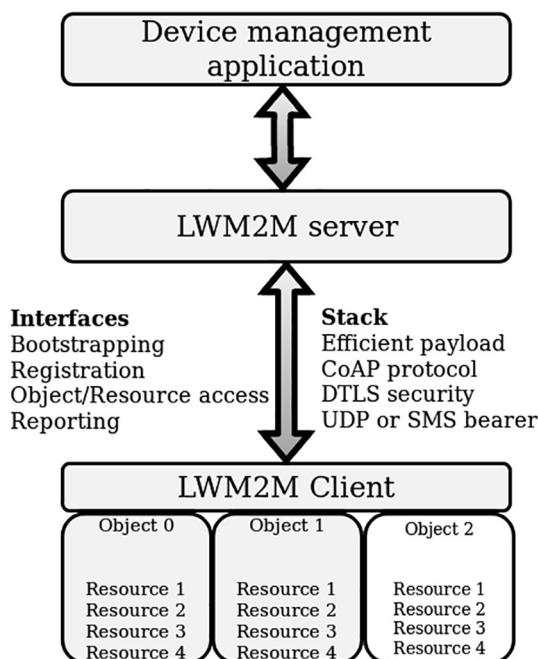 Device management
application
LWM2M server
Interfaces
Bootstrapping
Registration
Object/Resource access
Reporting
Stack
Efficient payload
CoAP protocol
DTLS security
UDP or SMS bearer
LWM2M Client
Object 0
Resource 1
Resource 2
Resource 3
Resource 4
Object 1
Resource 1
Resource 2
Resource 3
Resource 4
Object 2
Resource 1
Resource 2
Resource 3
Resource 4